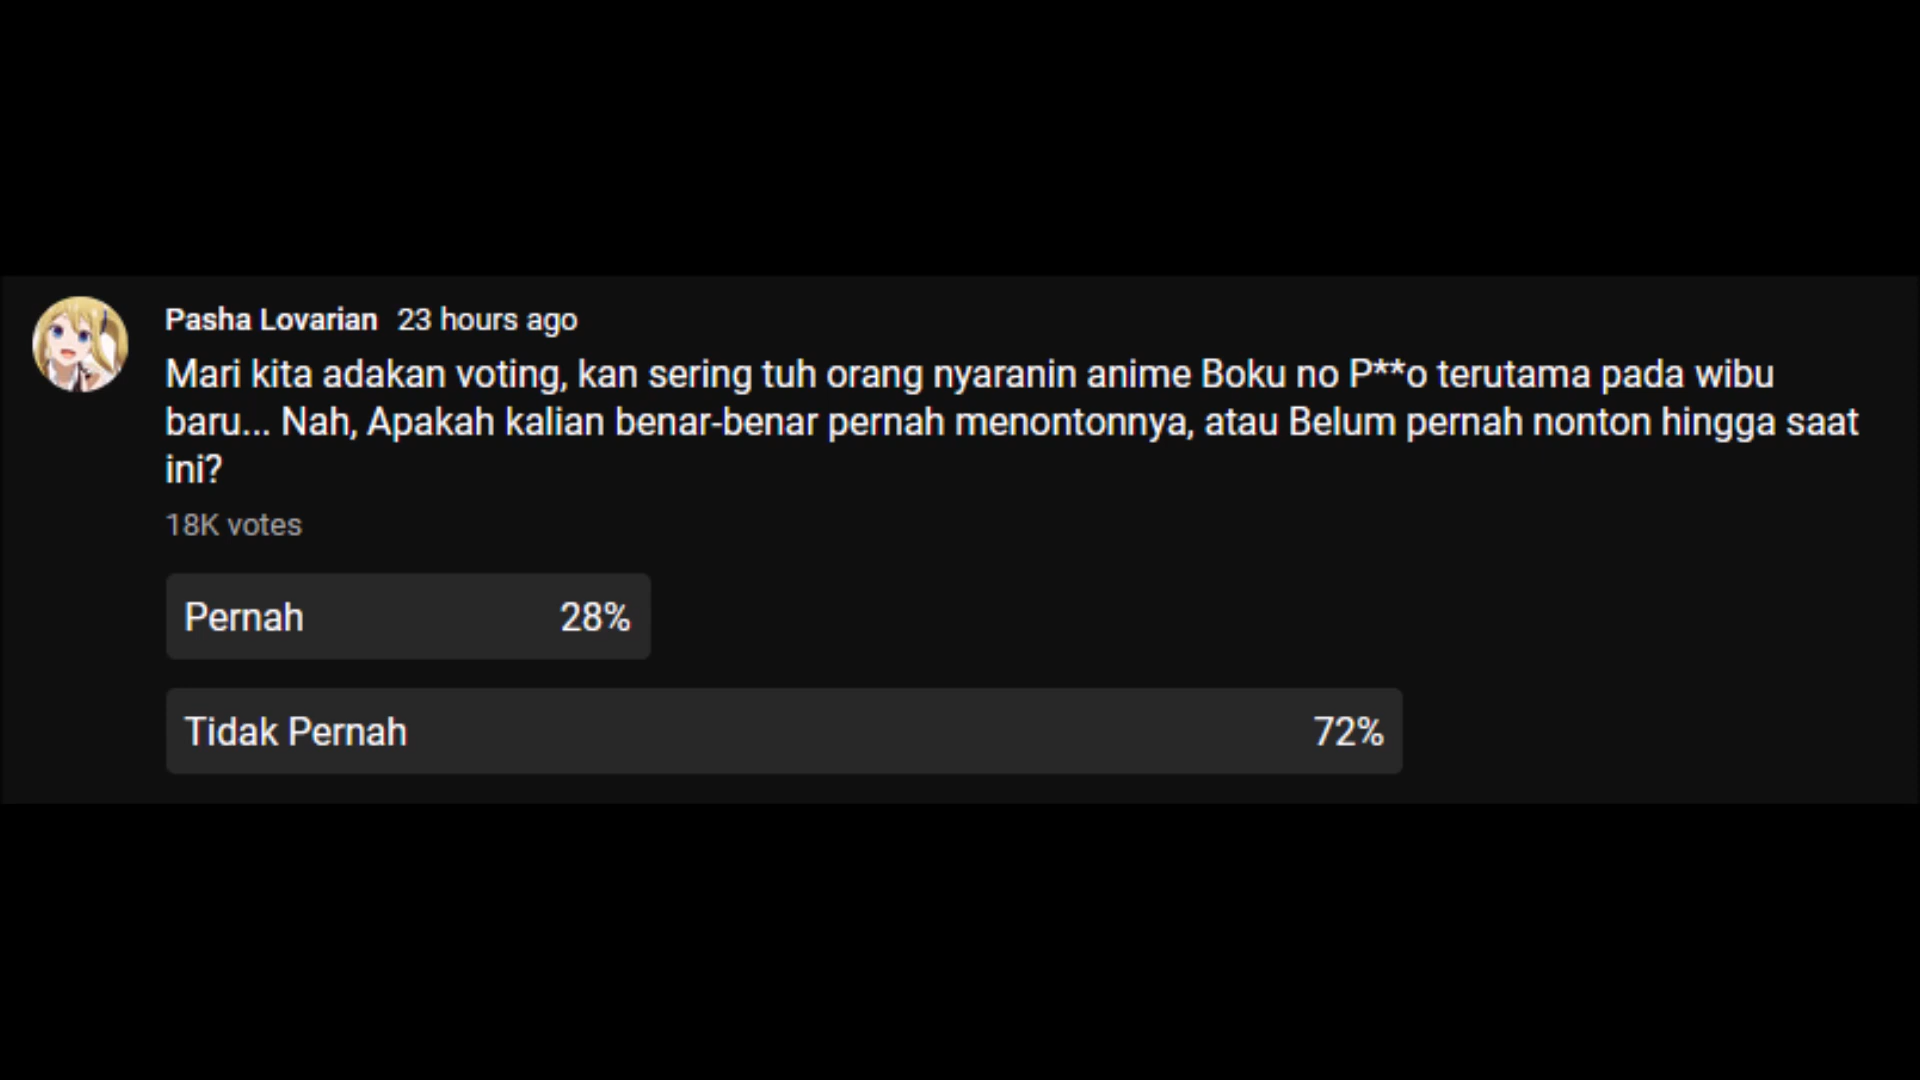 Pasha Lovarian 23 hours ago
Mari kita adakan voting, kan sering tuh orang nyaranin anime Boku no P**o terutama pada wibu
baru... Nah, Apakah kalian benar-benar pernah menontonnya, atau Belum pernah nonton hingga saat
ini?
18K votes
Pernah 28%
Tidak Pernah 72%